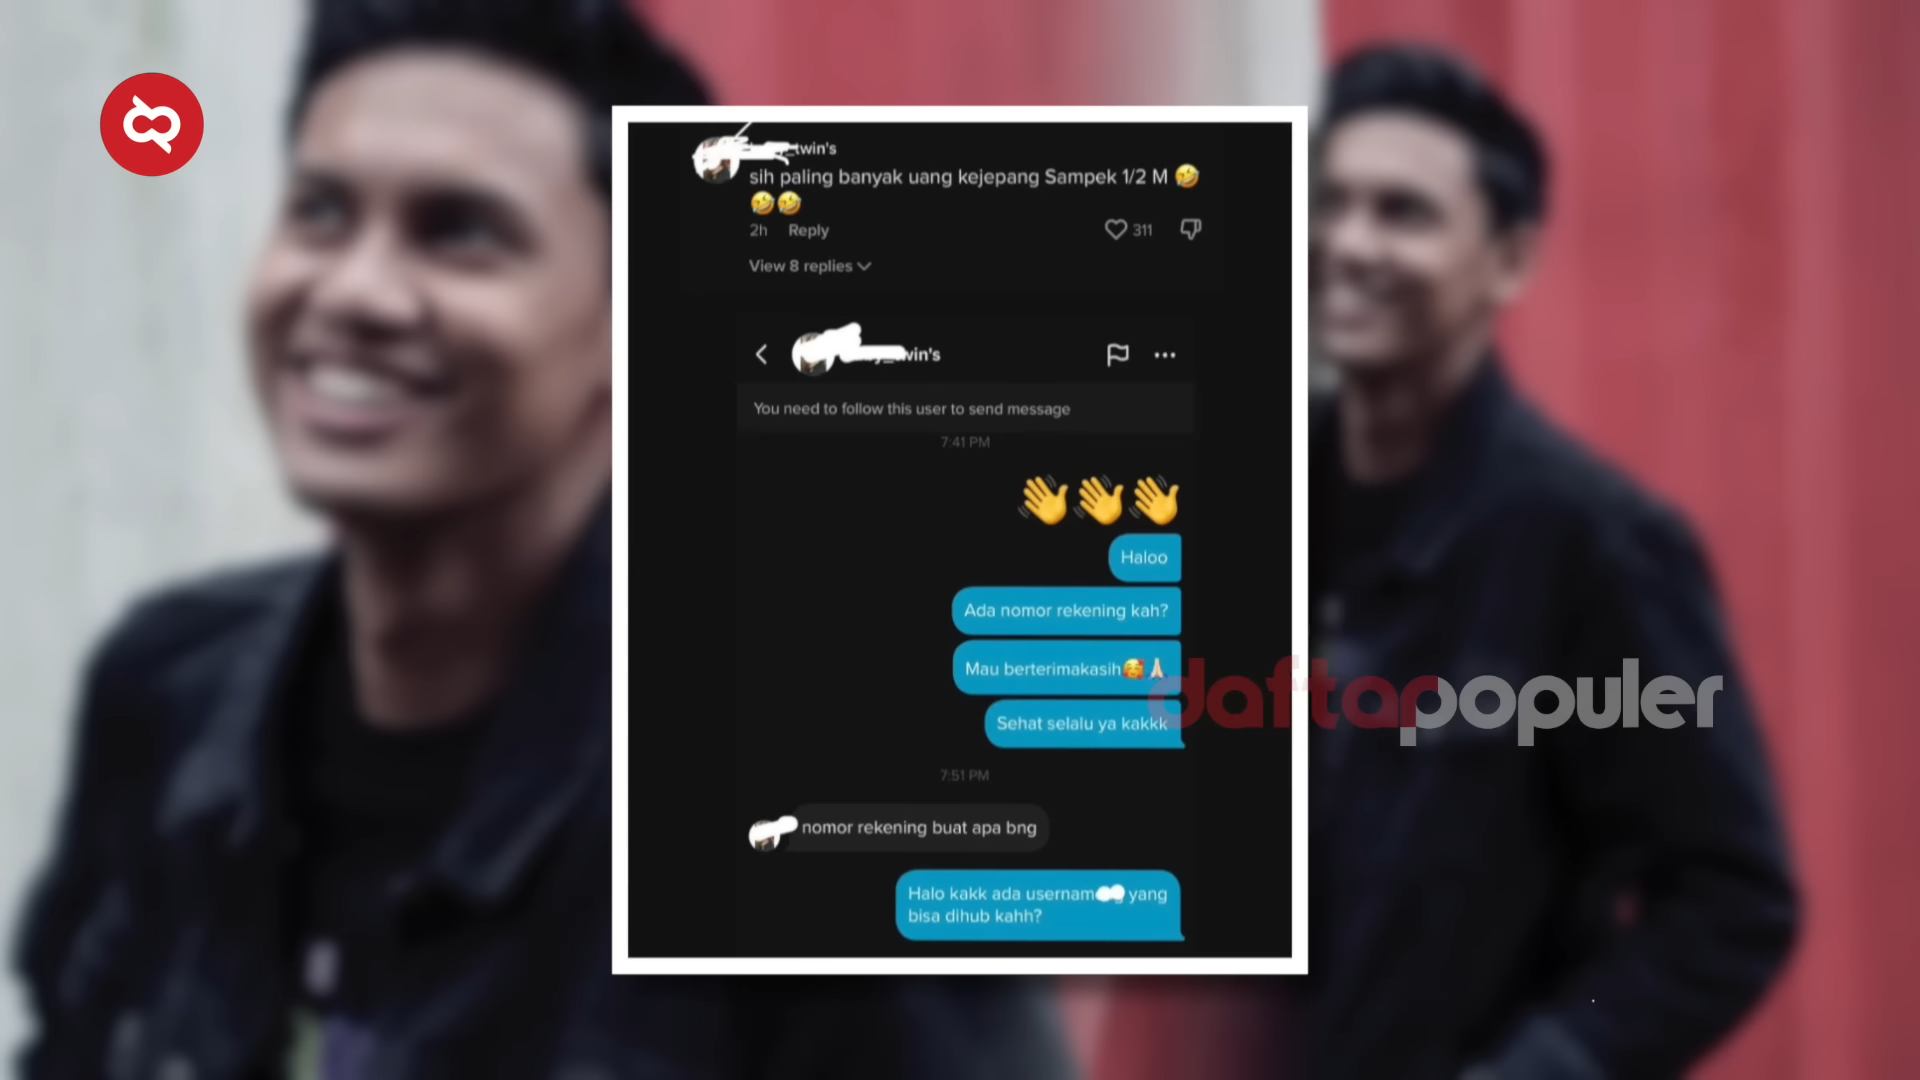 twin's
sih paling banyak uang kejepang Sampek 1/2 M 🤣
🤣🤣
2h Reply 311
View 8 replies
win's
You need to follow this user to send message
7:41 PM
👋👋👋
Haloo
Ada nomor rekening kah?
Mau berterimakasih🥰🙏🏻
Sehat selalu ya kakkk
daftarpopuler
7:51 PM
nomor rekening buat apa bng
Halo kakk ada usernam yang
bisa dihub kahh?